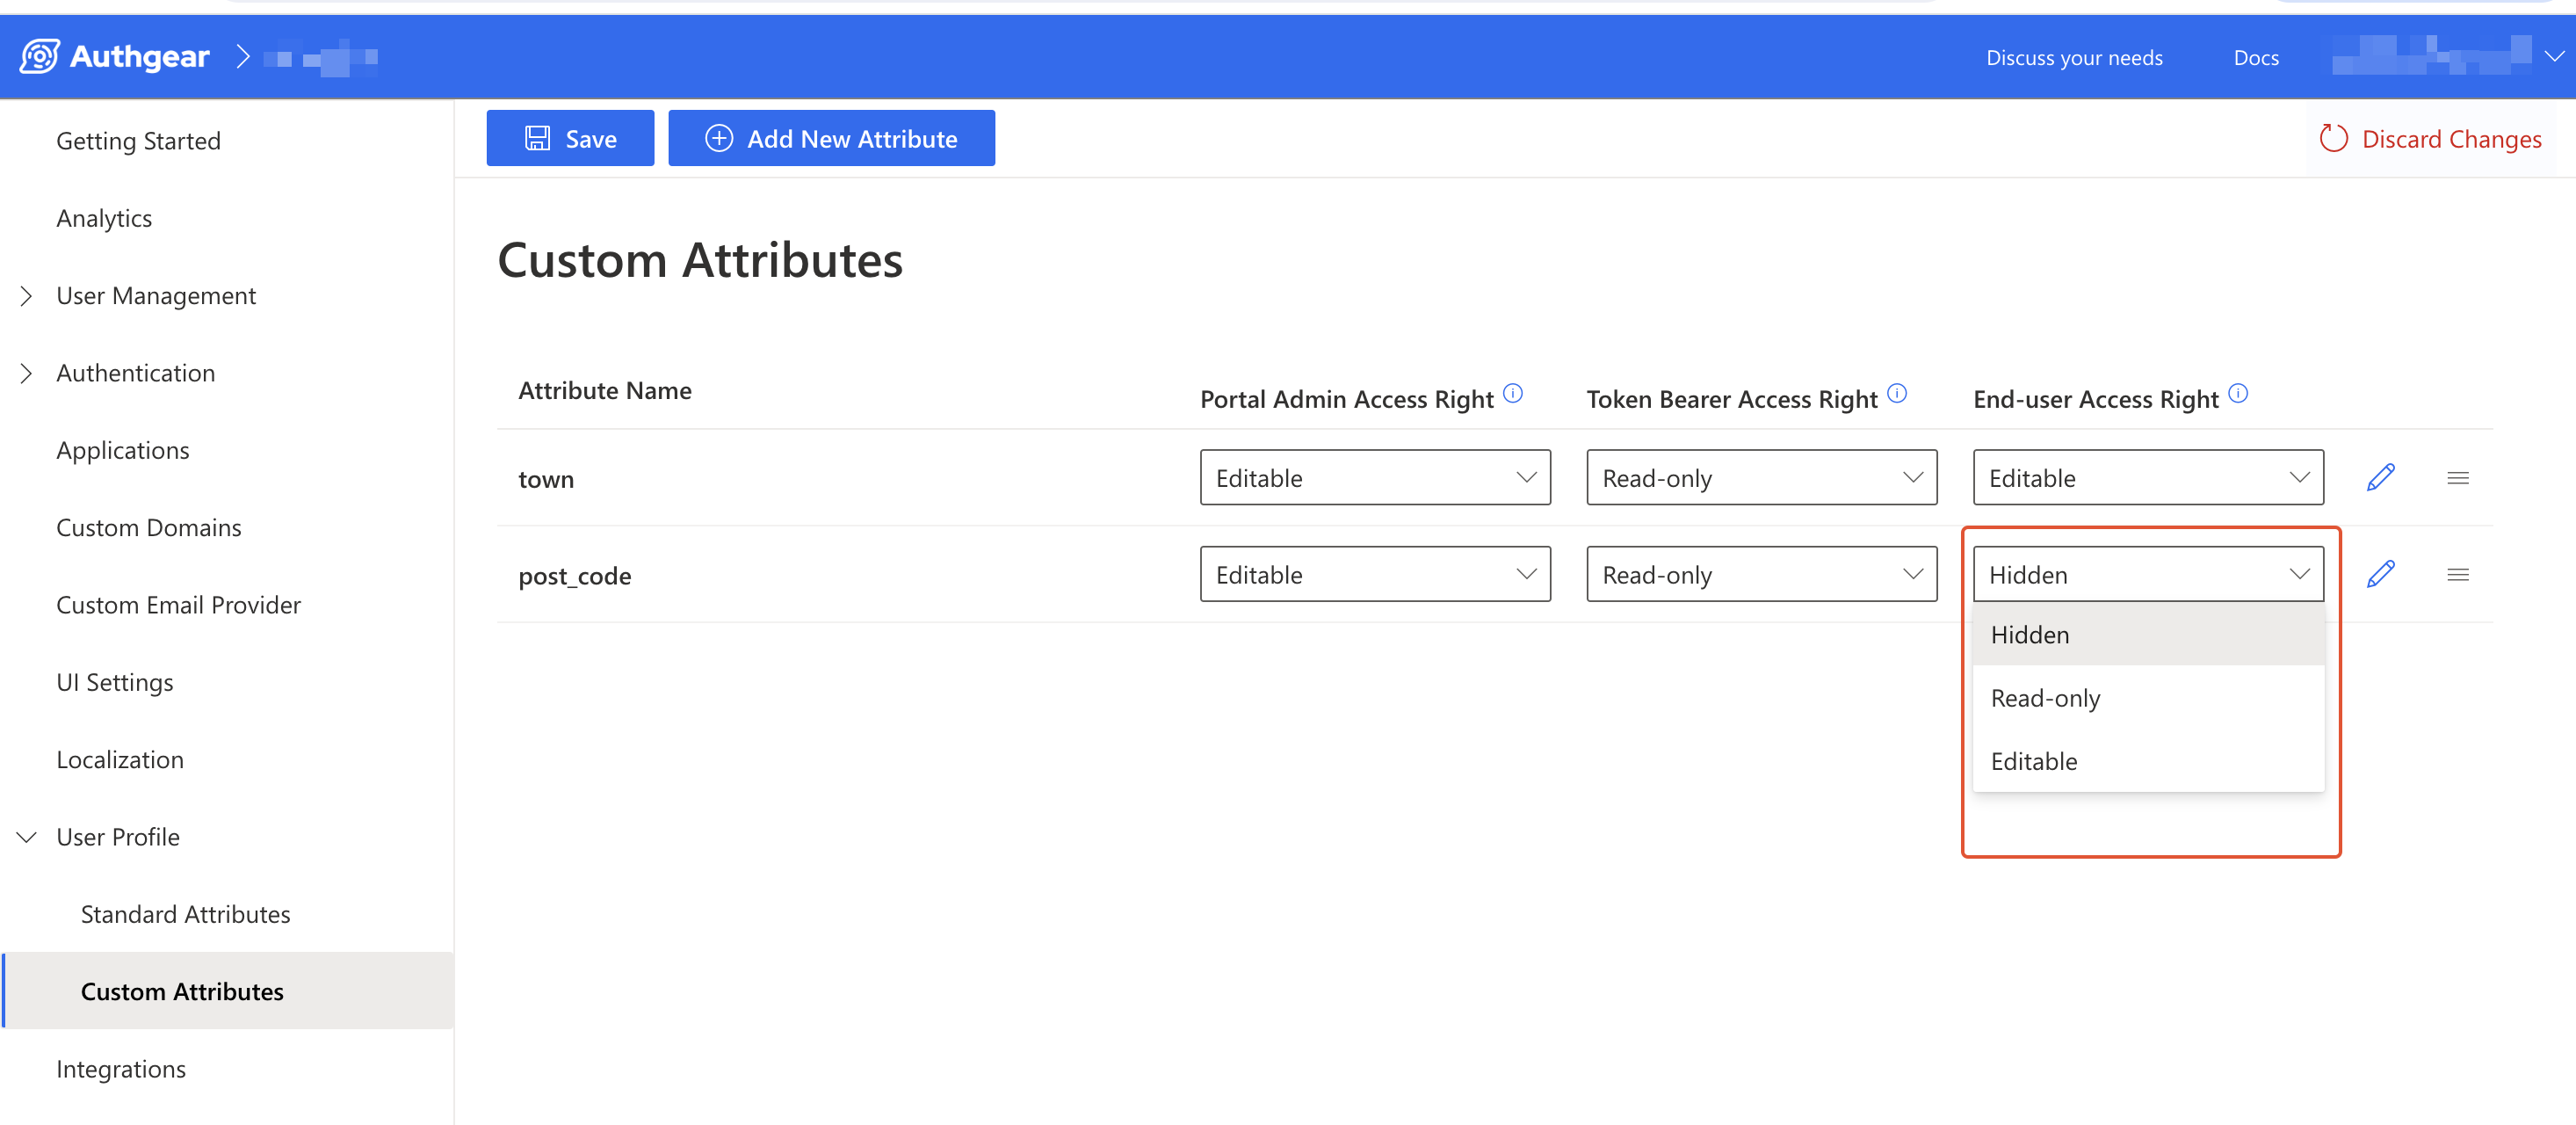 Authgear
Discuss your needs
Docs
Getting Started
Analytics
User Management
Authentication
Applications
Custom Domains
Custom Email Provider
UI Settings
Localization
User Profile
Standard Attributes
Custom Attributes
Integrations
Save
Add New Attribute
Discard Changes
Custom Attributes
Attribute Name
Portal Admin Access Right
Token Bearer Access Right
End-user Access Right
town
Editable
Read-only
Editable
post_code
Editable
Read-only
Hidden
Hidden
Read-only
Editable